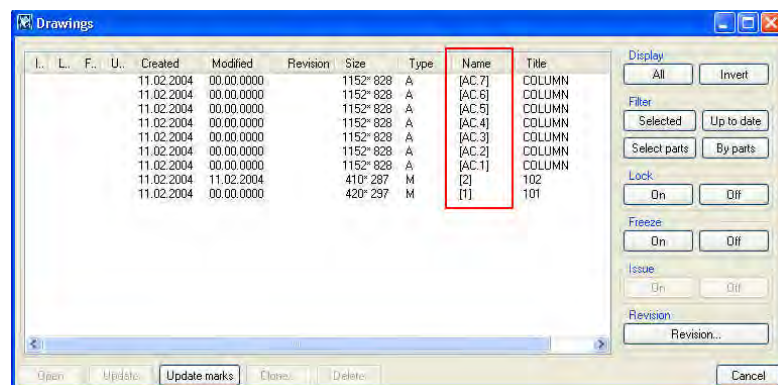 Drawings
I.. L.. F.. U.. Created Modified Revision Size Type Name Title
11.02.2004 00.00.0000 1152* 828 A [AC.7] COLUMN
11.02.2004 00.00.0000 1152* 828 A [AC.6] COLUMN
11.02.2004 00.00.0000 1152* 828 A [AC.5] COLUMN
11.02.2004 00.00.0000 1152* 828 A [AC.4] COLUMN
11.02.2004 00.00.0000 1152* 828 A [AC.3] COLUMN
11.02.2004 00.00.0000 1152* 828 A [AC.2] COLUMN
11.02.2004 00.00.0000 1152* 828 A [AC.1] COLUMN
11.02.2004 11.02.2004 410* 287 M [2] 102
11.02.2004 00.00.0000 420* 297 M [1] 101
Display
All Invert
Filter
Selected Up to date
Select parts By parts
Lock
On Off
Freeze
On Off
Issue
On Off
Revision
Revision...
Open Update Update marks Clone... Delete Cancel